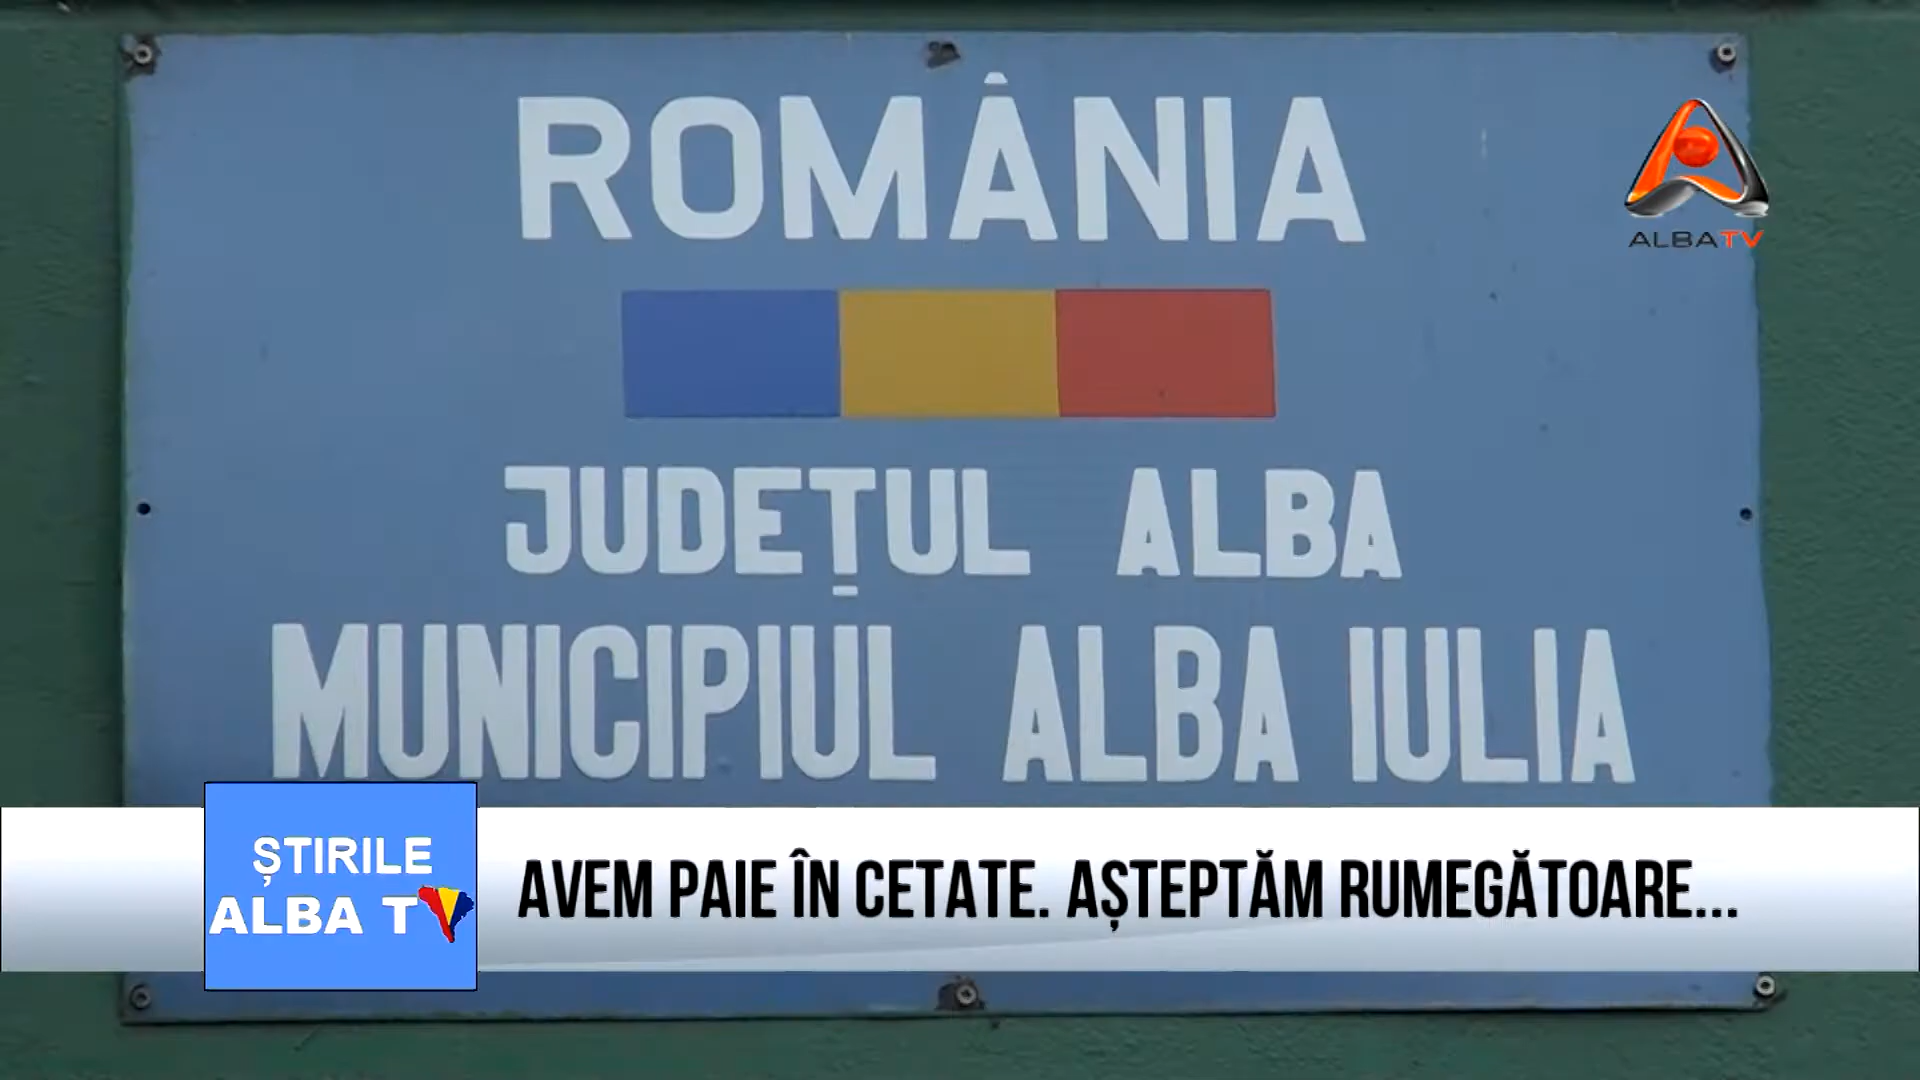 ROMÂNIA
ALBATV
JUDEȚUL ALBA
MUNICIPIUL ALBA IULIA
ȘTIRILE
ALBA TV
AVEM PAIE ÎN CETATE. AȘTEPTĂM RUMEGĂTOARE...